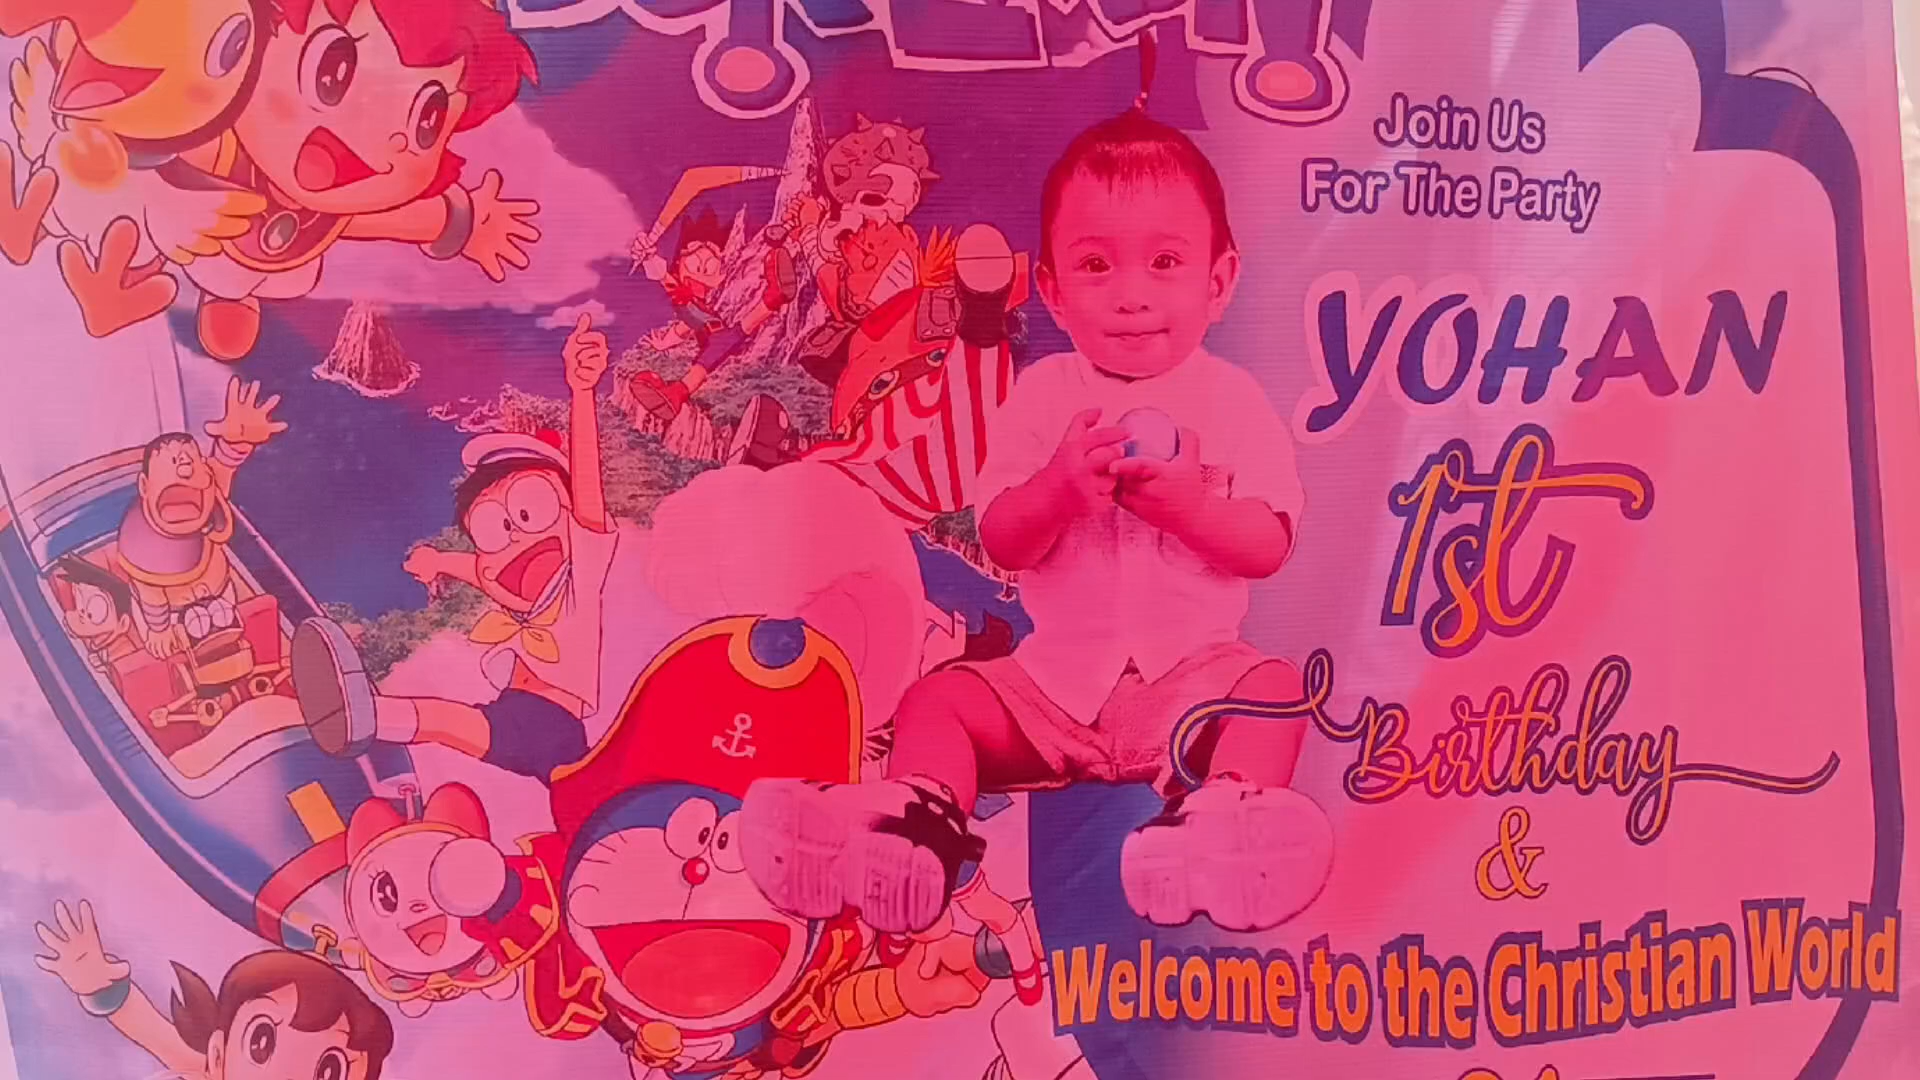 Join Us
For The Party
YOHAN
1st
Birthday
&
Welcome to the Christian World